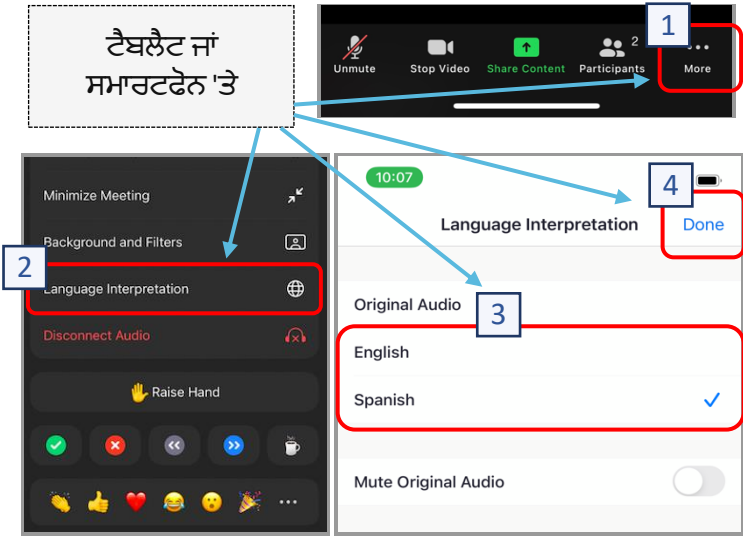 ਟੈਬਲੈਟ ਜਾਂ
ਸਮਾਰਟਫੋਨ 'ਤੇ
1
2
Unmute
Stop Video
Share Content
Participants
More
Minimize Meeting
Background and Filters
2
Language Interpretation
Disconnect Audio
Raise Hand
10:07
4
Language Interpretation
Done
Original Audio
3
English
Spanish
Mute Original Audio